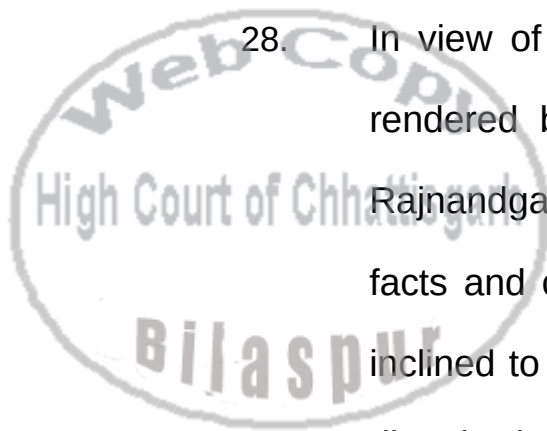 Web Copy
High Court of Chhattisgarh
Bilaspur
28. In view of
rendered b
Rajnandga
facts and
inclined to